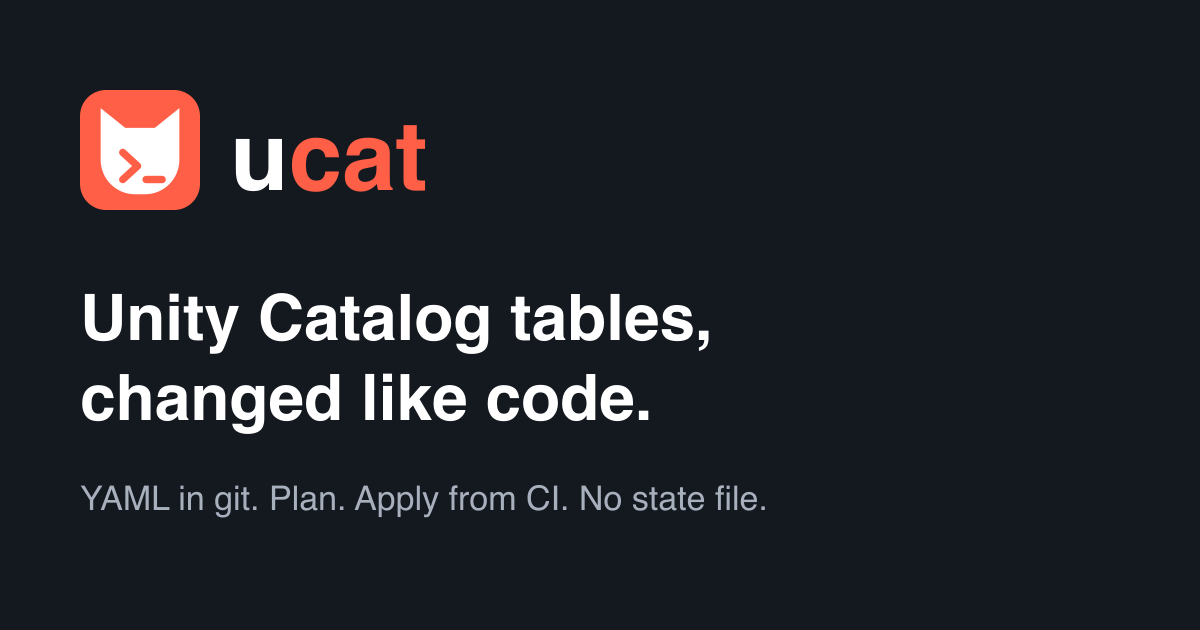 ucat
Unity Catalog tables,
changed like code.
YAML in git. Plan. Apply from CI. No state file.